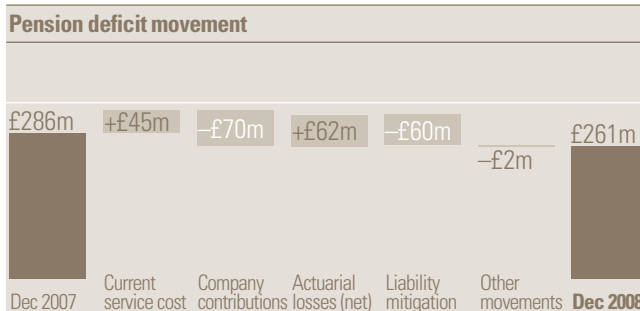 Pension deficit movement
£286m
+£45m
–£70m
+£62m
–£60m
–£2m
£261m
Dec 2007
Current
service cost
Company
contributions
Actuarial
losses (net)
Liability
mitigation
Other
movements
Dec 2008